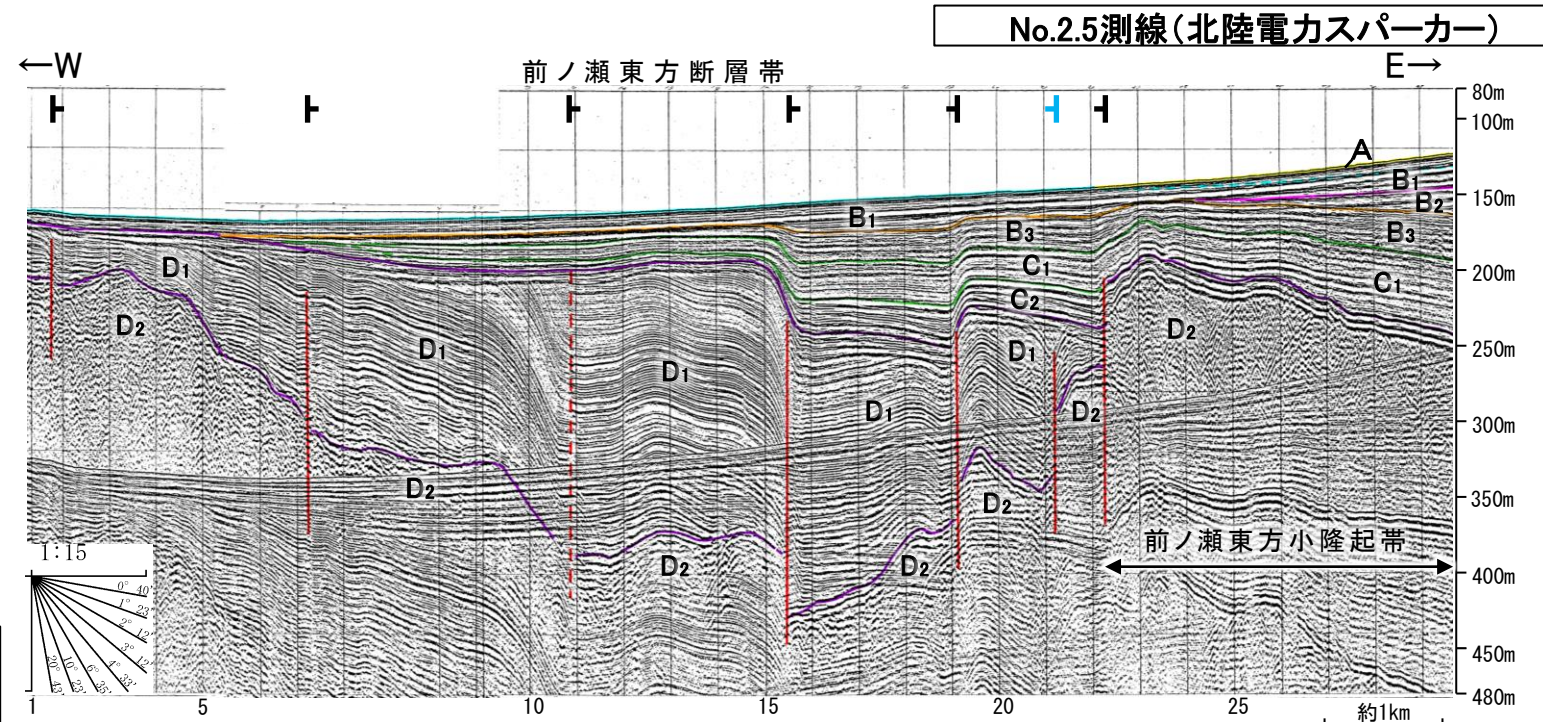 No.2.5測線（北陸電力スパーカー）
←W
前ノ瀬東方断層帯
E→
80m
100m
A
B1
150m
B1
B2
B3
B3
D1
C1
200m
C1
C2
D2
D2
D1
D1
250m
D1
D1
D2
300m
D2
D2
350m
1:15
前ノ瀬東方小隆起帯
D2
D2
400m
0° 40'
1° 23'
2° 12'
3° 12'
4° 33'
6° 35'
10° 23'
20° 43'
450m
480m
1 5 10 15 20 25 約1km